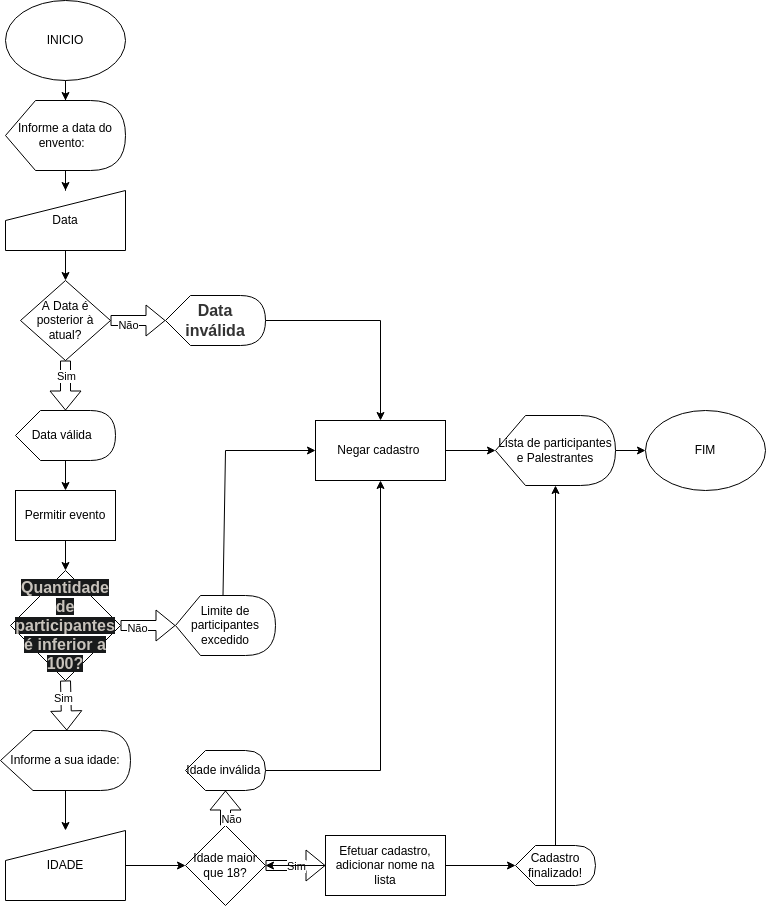 INICIO
Informe a data do
envento:
Data
A Data é
posterior à
atual?
Não
Data
inválida
Sim
Data válida
Negar cadastro
Lista de participantes
e Palestrantes
FIM
Permitir evento
Quantidade
de
participantes
é inferior a
100?
Não
Limite de
participantes
excedido
Sim
Informe a sua idade:
Idade inválida
Não
IDADE
Idade maior
que 18?
Sim
Efetuar cadastro,
adicionar nome na
lista
Cadastro
finalizado!